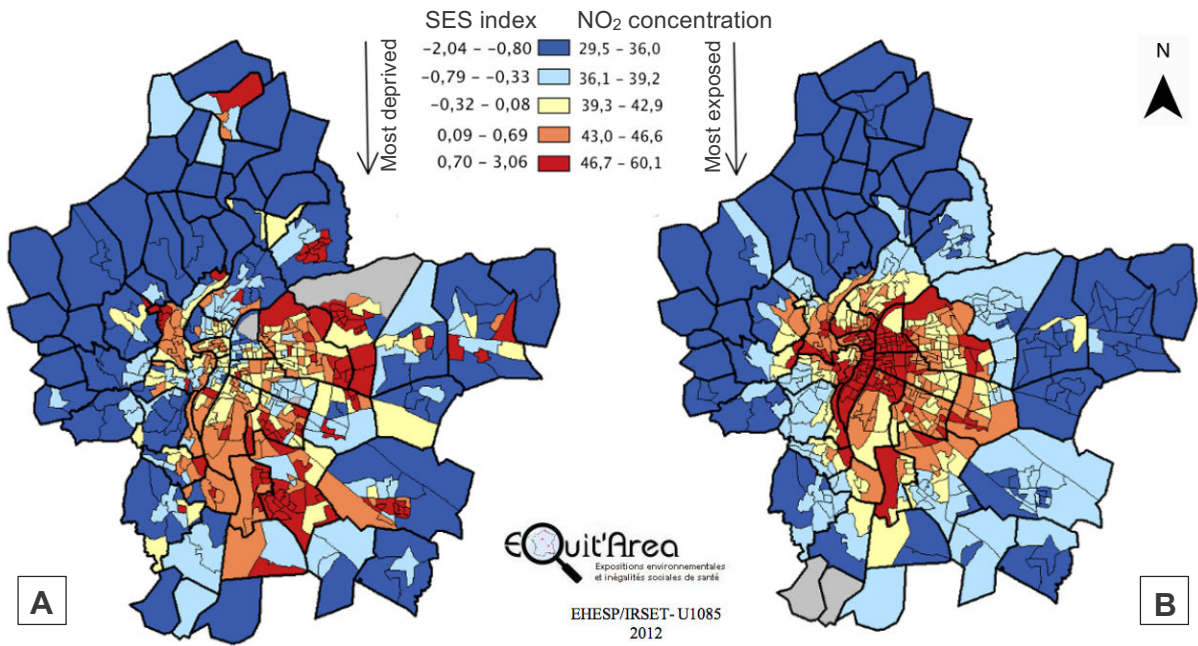 SES index NO₂ concentration
−2,04 – −0,80 29,5 – 36,0
−0,79 – −0,33 36,1 – 39,2
−0,32 – 0,08 39,3 – 42,9
0,09 – 0,69 43,0 – 46,6
0,70 – 3,06 46,7 – 60,1
Most deprived
Most exposed
N
EQuit'Area
Expositions environnementales
et inégalités sociales de santé
EHESP/IRSET- U1085
2012
A
B